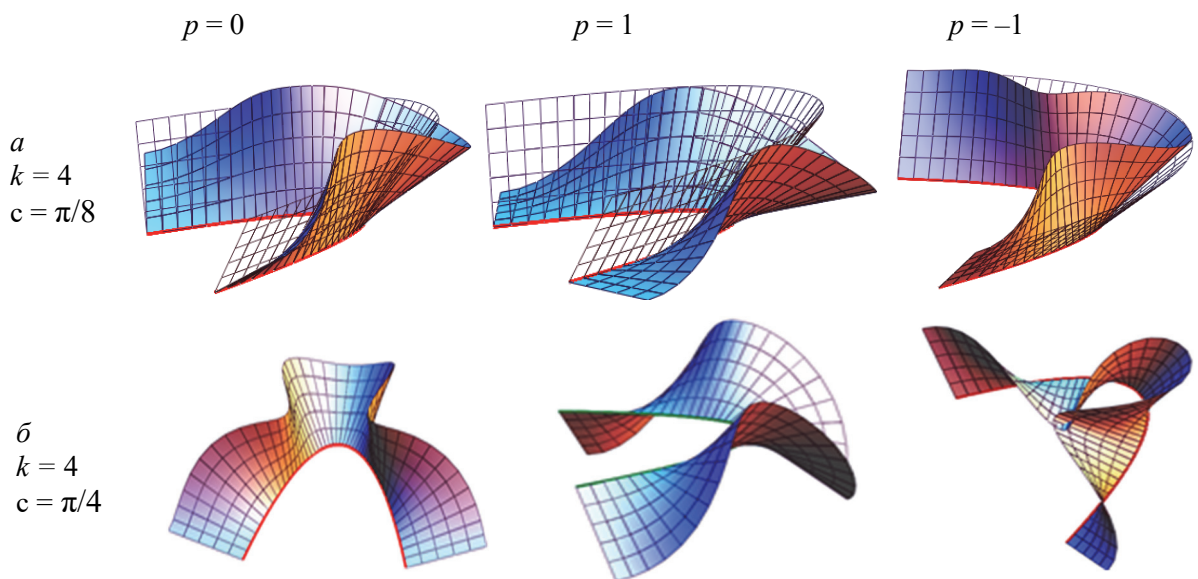 p = 0 p = 1 p = –1
а
k = 4
c = π/8
б
k = 4
c = π/4